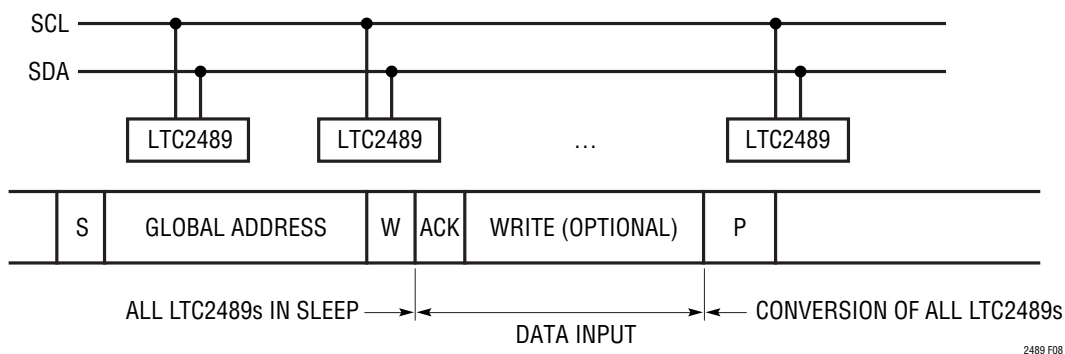 SCL
SDA
LTC2489 LTC2489 … LTC2489
S GLOBAL ADDRESS W ACK WRITE (OPTIONAL) P
ALL LTC2489s IN SLEEP DATA INPUT CONVERSION OF ALL LTC2489s
2489 F08